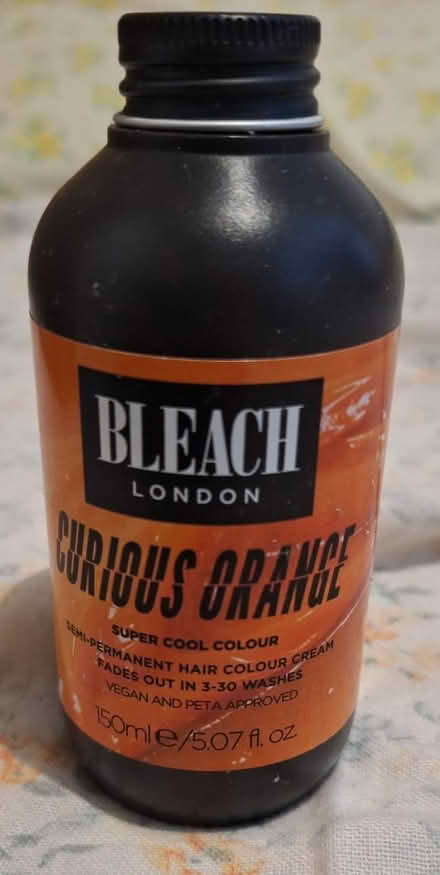 BLEACH
LONDON
CURIOUS ORANGE
SUPER COOL COLOUR
SEMI-PERMANENT HAIR COLOUR CREAM
FADES OUT IN 3-30 WASHES
VEGAN AND PETA APPROVED
150ml ℮/5.07 fl. oz.